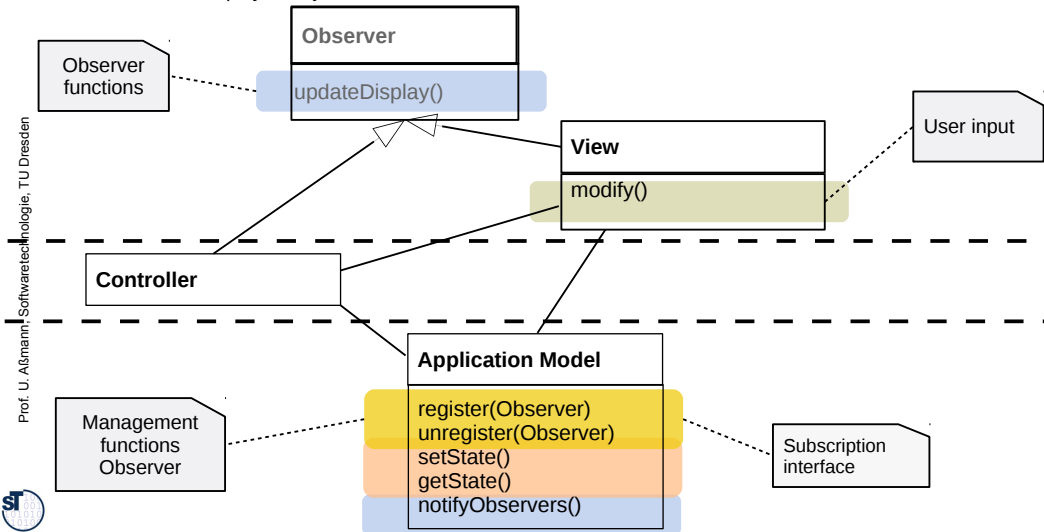 Observer
Observer
functions
updateDisplay()
User input
View
modify()
Prof. U. Aßmann, Softwaretechnologie, TU Dresden
Controller
Application Model
register(Observer)
unregister(Observer)
setState()
getState()
notifyObservers()
Management
functions
Observer
Subscription
interface
ST